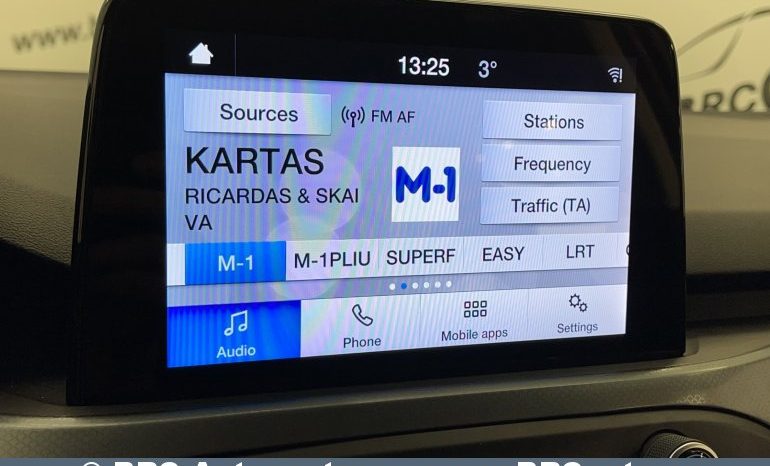 www.
13:25 3°
Sources
FM AF
Stations
KARTAS
Frequency
RICARDAS & SKAI
VA
M-1
Traffic (TA)
M-1 M-1PLIU SUPERF EASY LRT
Audio
Phone
Mobile apps
Settings